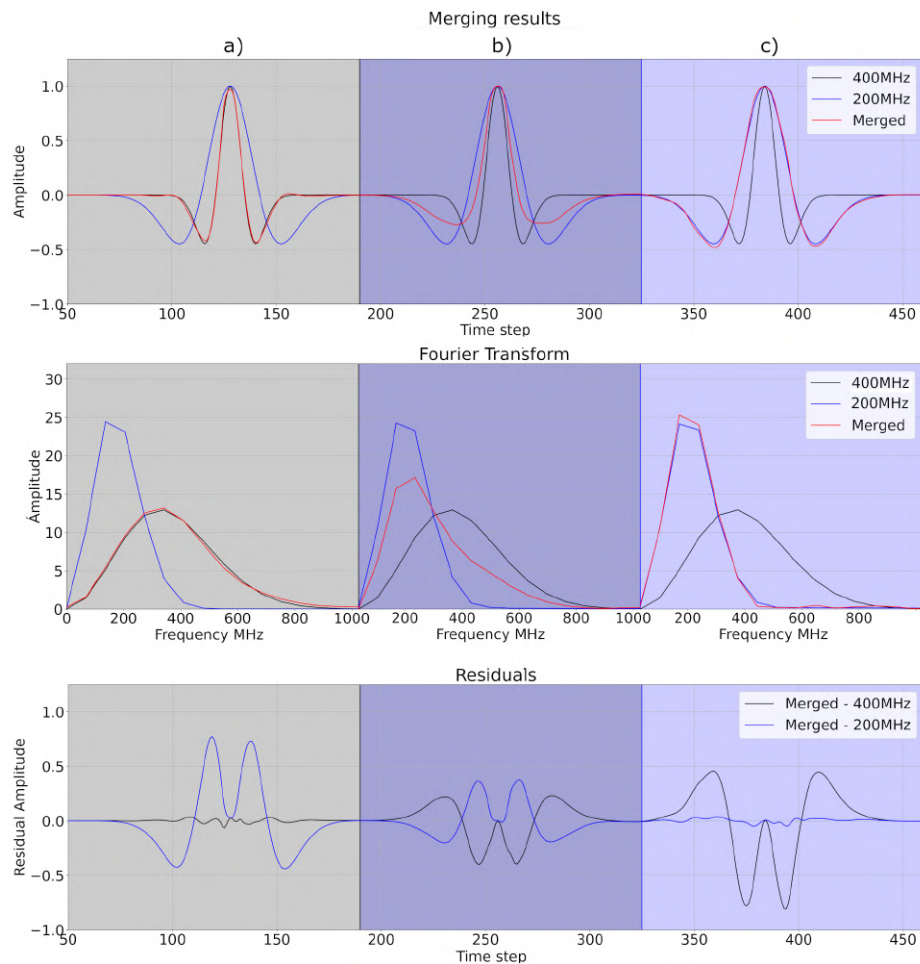 Merging results
a) b) c)
1.0
0.5
0.0
−0.5
−1.0
Amplitude
400MHz
200MHz
Merged
50 100 150 200 250 300 350 400 450
Time step
Fourier Transform
30
25
20
15
10
5
0
Amplitude
400MHz
200MHz
Merged
0 200 400 600 800 1000 200 400 600 800 1000 200 400 600 800
Frequency MHz Frequency MHz Frequency MHz
Residuals
1.0
0.5
0.0
−0.5
−1.0
Residual Amplitude
Merged - 400MHz
Merged - 200MHz
50 100 150 200 250 300 350 400 450
Time step